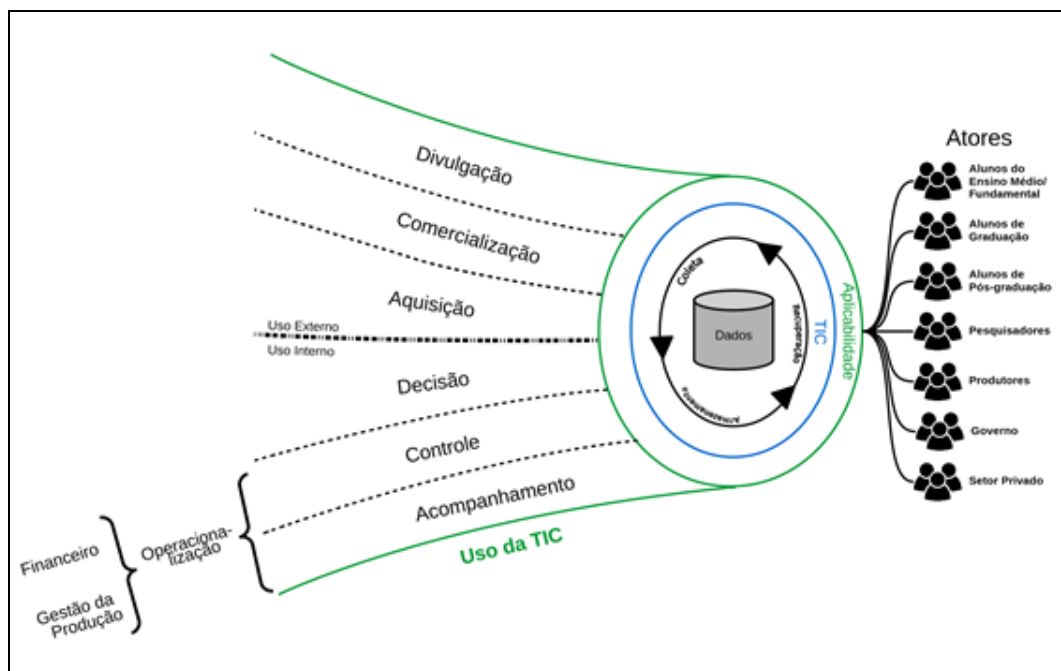 Divulgação
Comercialização
Aquisição
Uso Externo
Uso Interno
Decisão
Controle
Acompanhamento
Uso da TIC
Operaciona-
lização
Financeiro
Gestão da
Produção
Coleta
Dados
recuperação
Armazenamento
TIC
Aplicabilidade
Atores
Alunos do
Ensino Médio/
Fundamental
Alunos de
Graduação
Alunos de
Pós-graduação
Pesquisadores
Produtores
Governo
Setor Privado